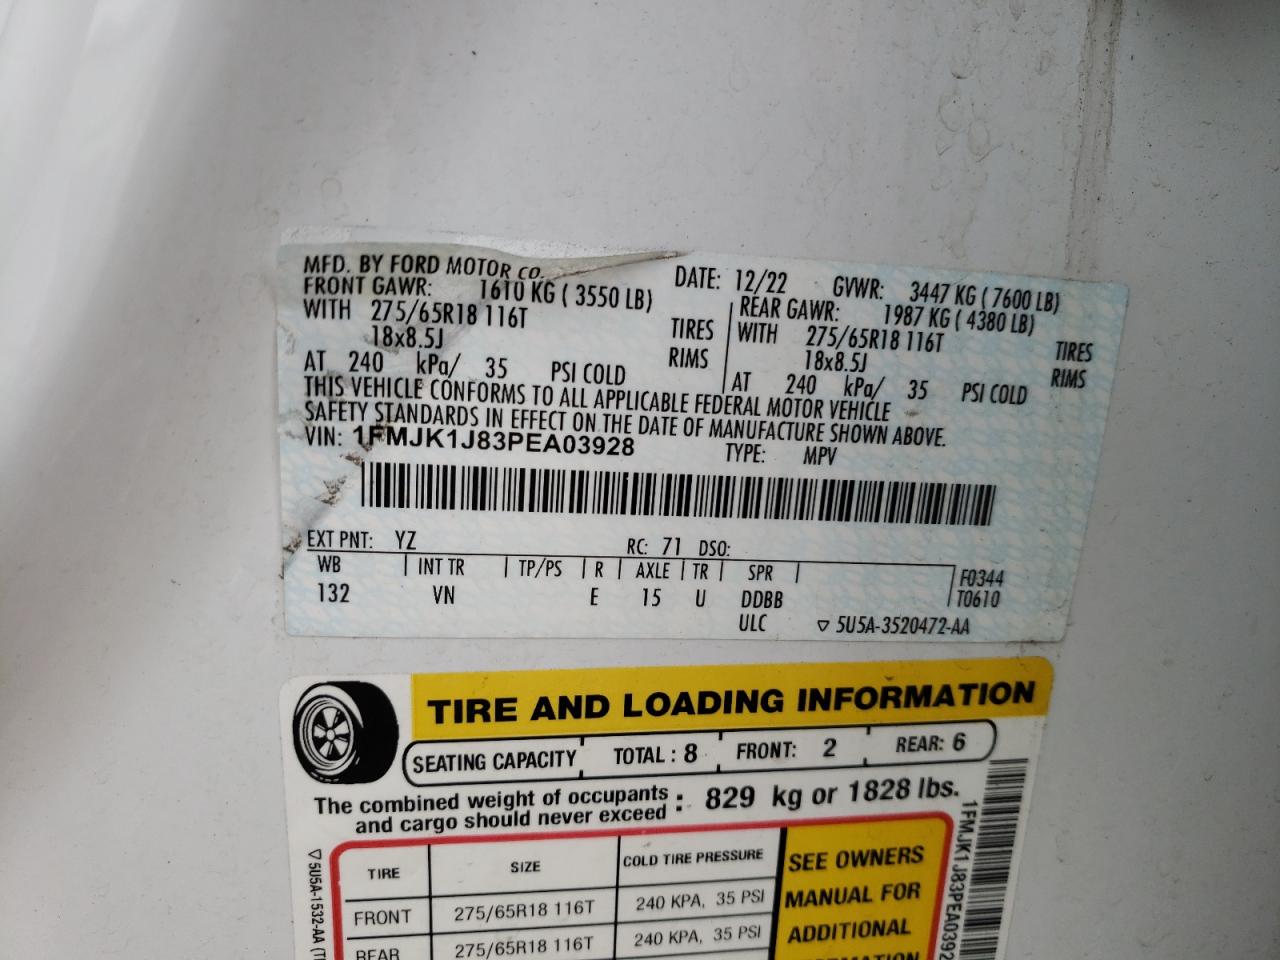 MFD. BY FORD MOTOR CO.
DATE: 12/22 GVWR: 3447 KG ( 7600 LB)
FRONT GAWR: 1610 KG ( 3550 LB)
REAR GAWR: 1987 KG ( 4380 LB)
WITH 275/65R18 116T TIRES
WITH 275/65R18 116T TIRES
18x8.5J RIMS
18x8.5J RIMS
AT 240 kPa/ 35 PSI COLD
AT 240 kPa/ 35 PSI COLD
THIS VEHICLE CONFORMS TO ALL APPLICABLE FEDERAL MOTOR VEHICLE
SAFETY STANDARDS IN EFFECT ON THE DATE OF MANUFACTURE SHOWN ABOVE.
VIN: 1FMJK1J83PEA03928
TYPE: MPV
EXT PNT: YZ RC: 71 DSO:
WB INT TR TP/PS R AXLE TR SPR
132 VN E 15 U DDBB
F0344
T0610
ULC ▽ 5U5A-3520472-AA
TIRE AND LOADING INFORMATION
SEATING CAPACITY TOTAL : 8 FRONT: 2 REAR: 6
The combined weight of occupants
and cargo should never exceed : 829 kg or 1828 lbs.
TIRE SIZE COLD TIRE PRESSURE
FRONT 275/65R18 116T 240 KPA, 35 PSI
REAR 275/65R18 116T 240 KPA, 35 PSI
SEE OWNERS
MANUAL FOR
ADDITIONAL
▽ 5U5A-1532-AA
1FMJK1J83PEA0392